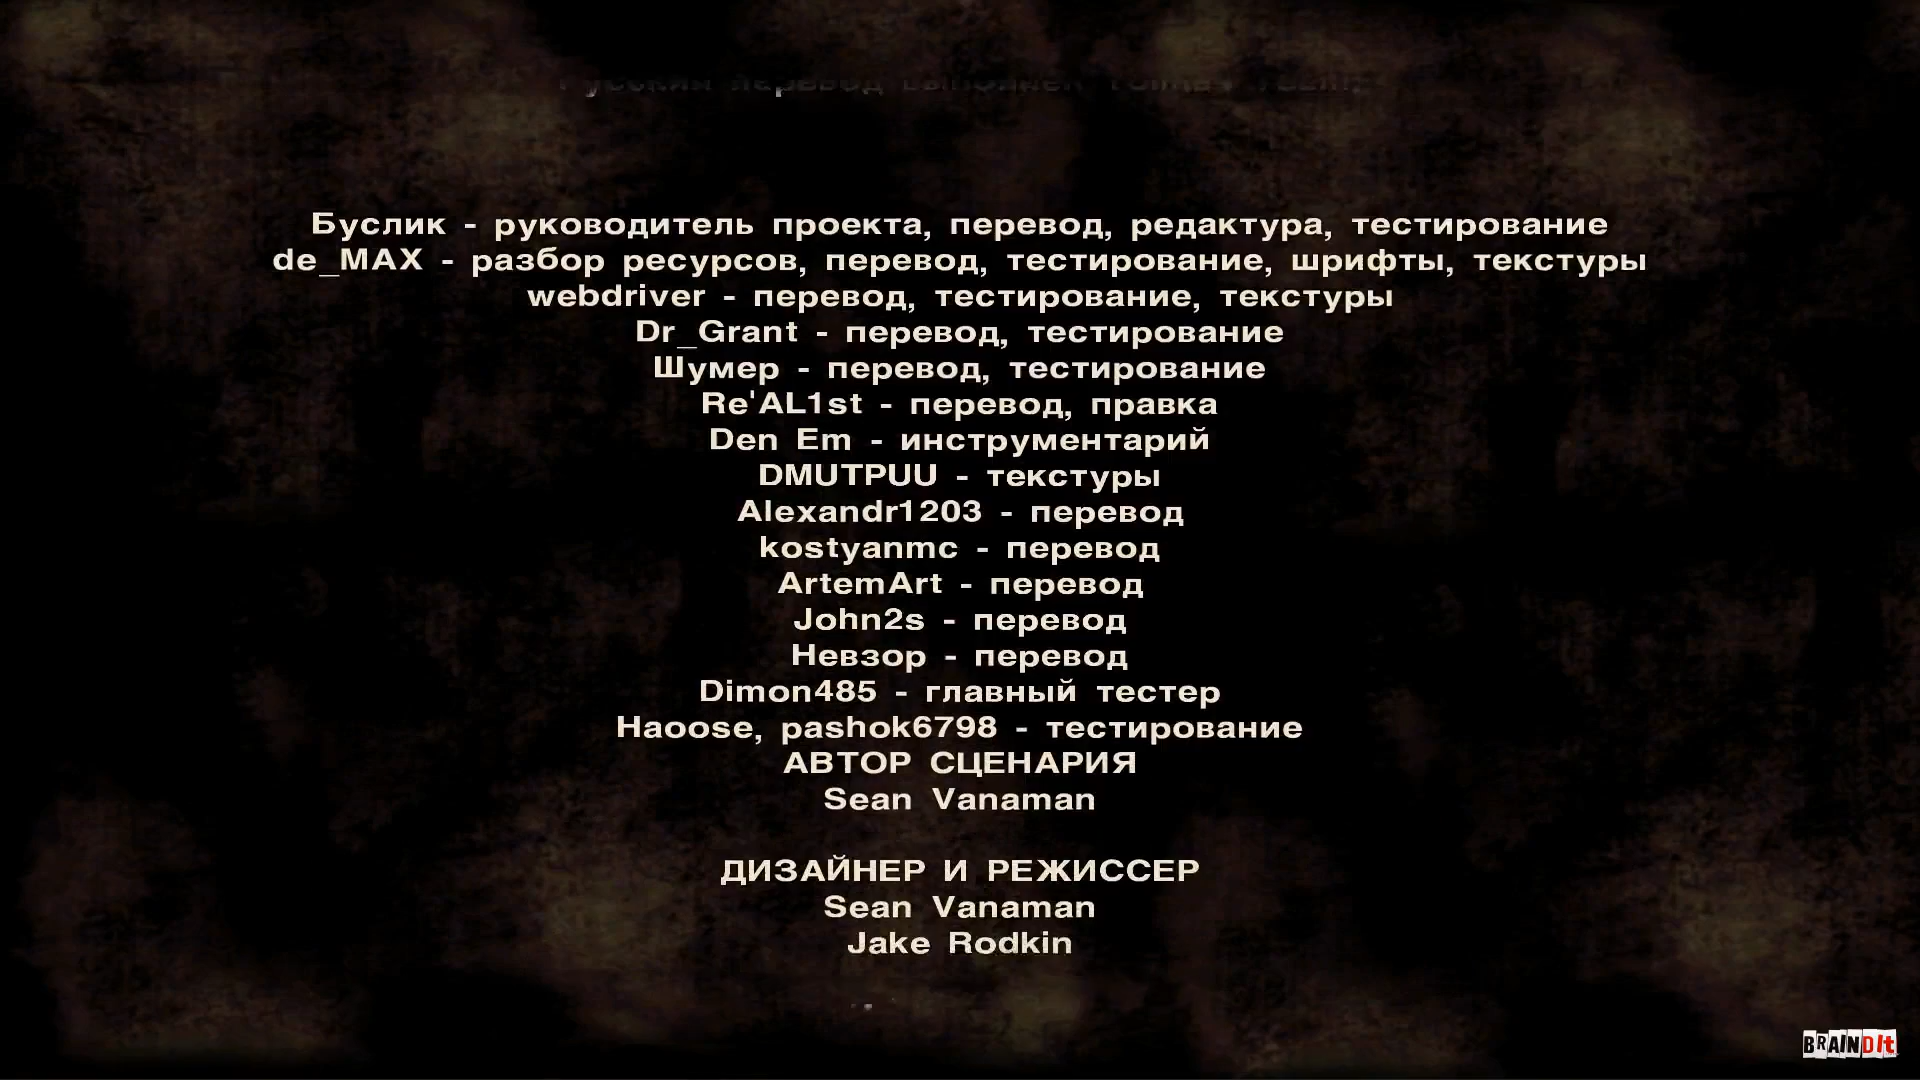 Буслик - руководитель проекта, перевод, редактура, тестирование
de_MAX - разбор ресурсов, перевод, тестирование, шрифты, текстуры
webdriver - перевод, тестирование, текстуры
Dr_Grant - перевод, тестирование
Шумер - перевод, тестирование
Re'AL1st - перевод, правка
Den Em - инструментарий
DMUTPUU - текстуры
Alexandr1203 - перевод
kostyanmc - перевод
ArtemArt - перевод
John2s - перевод
Невзор - перевод
Dimon485 - главный тестер
Haoose, pashok6798 - тестирование
АВТОР СЦЕНАРИЯ
Sean Vanaman
ДИЗАЙНЕР И РЕЖИССЕР
Sean Vanaman
Jake Rodkin
BRAINDIt